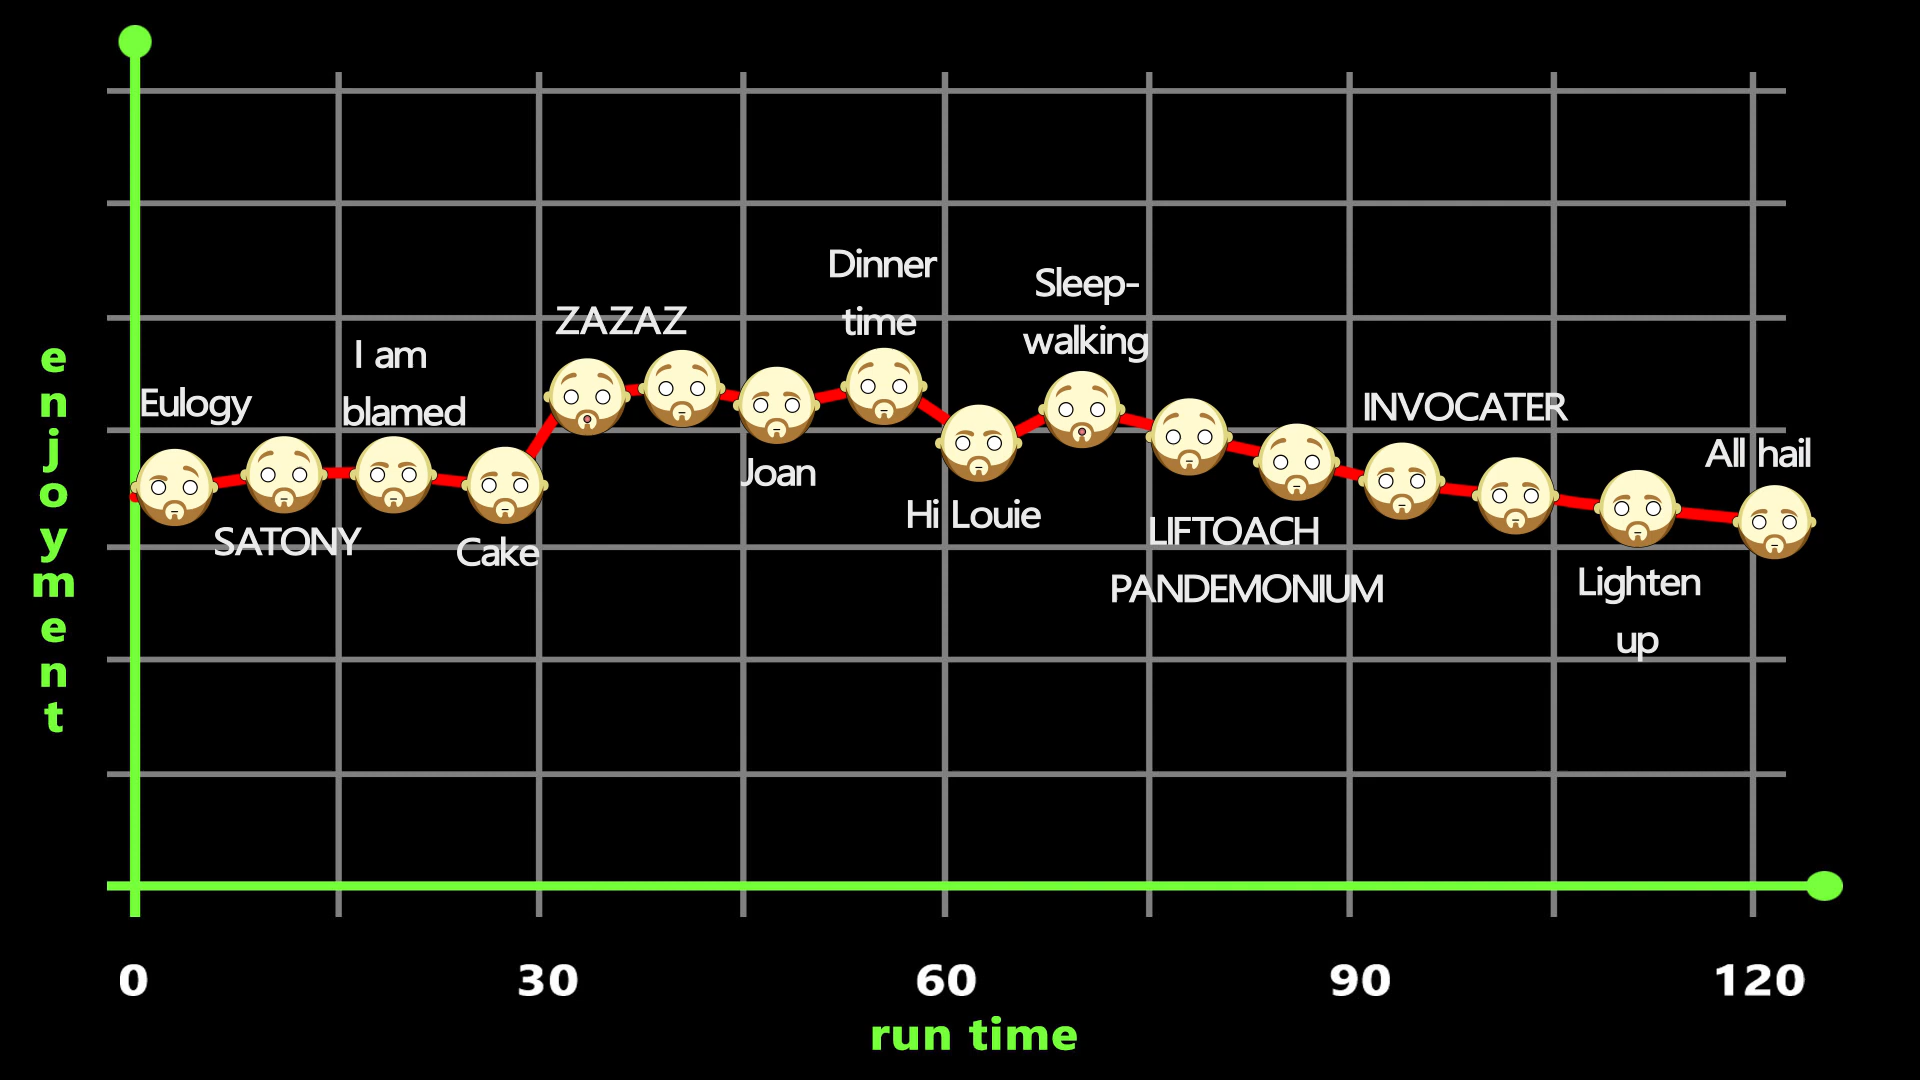 enjoyment
Eulogy
SATONY
I am
blamed
Cake
ZAZAZ
Joan
Dinner
time
Hi Louie
Sleep-
walking
LIFTOACH
PANDEMONIUM
INVOCATER
Lighten
up
All hail
0 30 60 90 120
run time